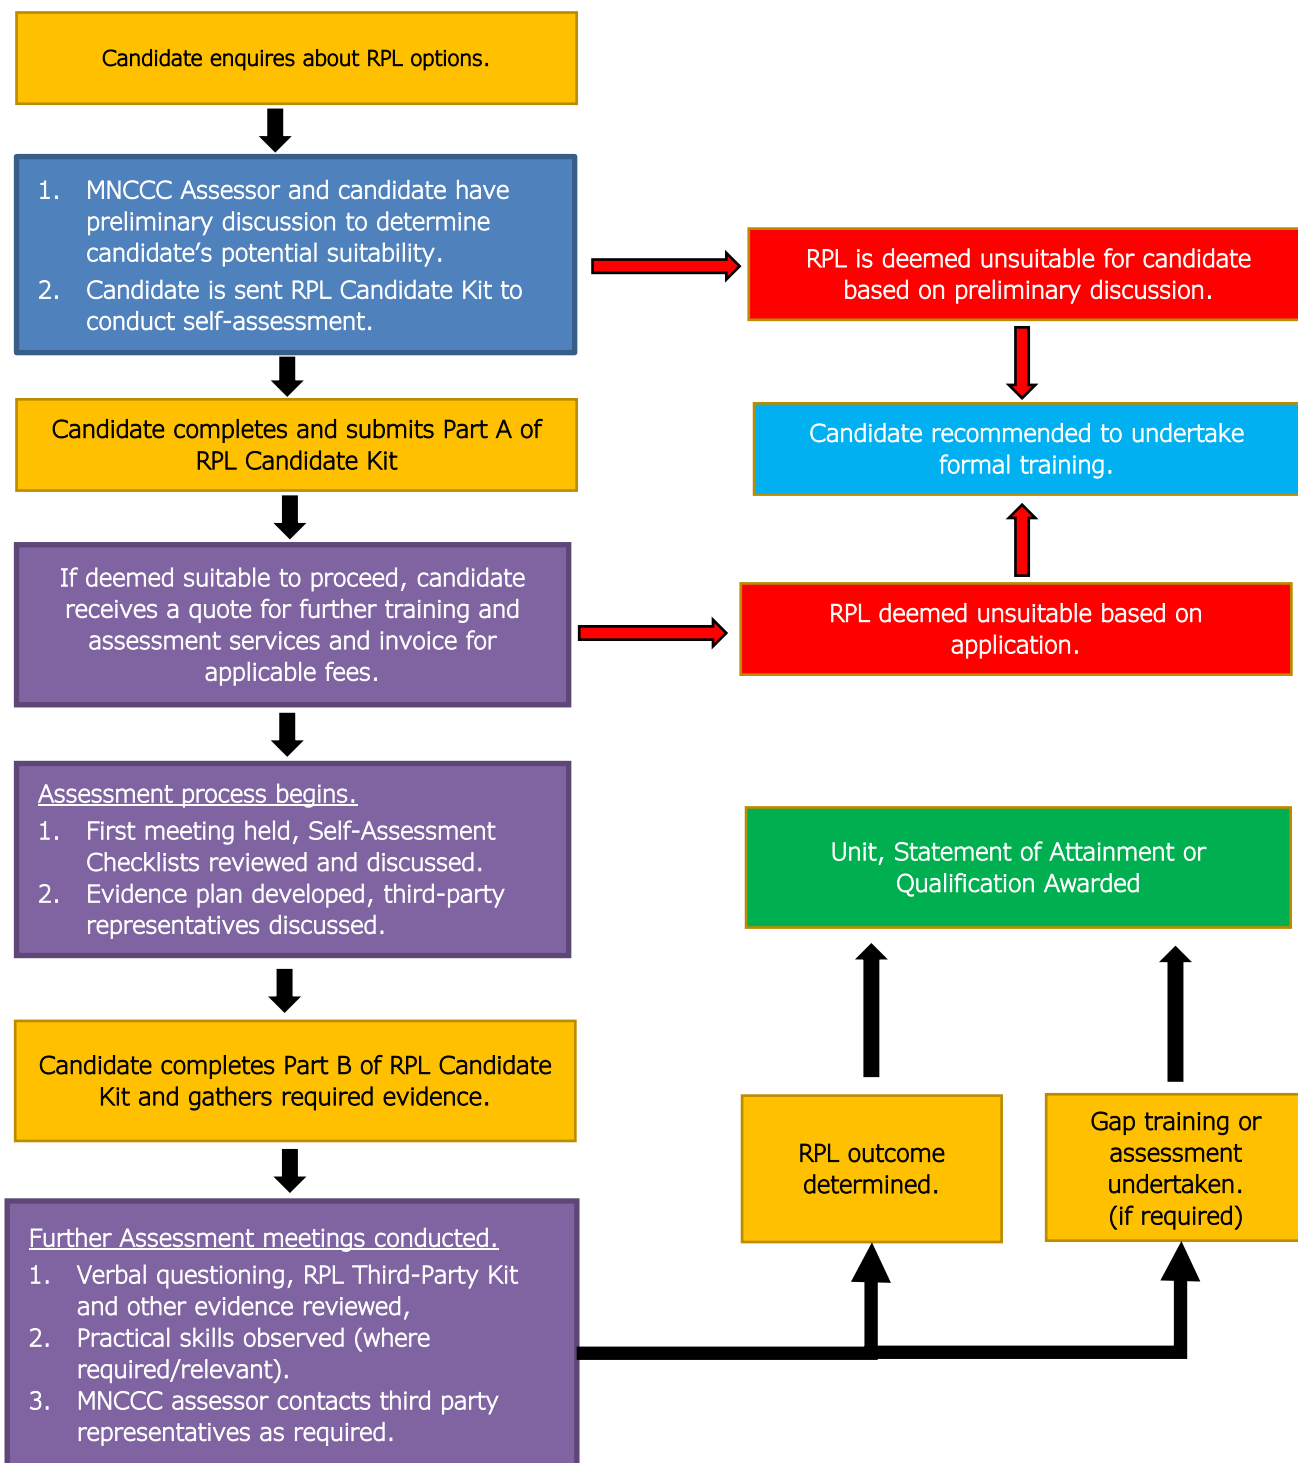 Candidate enquires about RPL options.
1. MNCCC Assessor and candidate have
preliminary discussion to determine
candidate’s potential suitability.
2. Candidate is sent RPL Candidate Kit to
conduct self-assessment.
RPL is deemed unsuitable for candidate
based on preliminary discussion.
Candidate completes and submits Part A of
RPL Candidate Kit
Candidate recommended to undertake
formal training.
If deemed suitable to proceed, candidate
receives a quote for further training and
assessment services and invoice for
applicable fees.
RPL deemed unsuitable based on
application.
Assessment process begins.
1. First meeting held, Self-Assessment
Checklists reviewed and discussed.
2. Evidence plan developed, third-party
representatives discussed.
Unit, Statement of Attainment or
Qualification Awarded
Candidate completes Part B of RPL Candidate
Kit and gathers required evidence.
RPL outcome
determined.
Gap training or
assessment
undertaken.
(if required)
Further Assessment meetings conducted.
1. Verbal questioning, RPL Third-Party Kit
and other evidence reviewed,
2. Practical skills observed (where
required/relevant).
3. MNCCC assessor contacts third party
representatives as required.